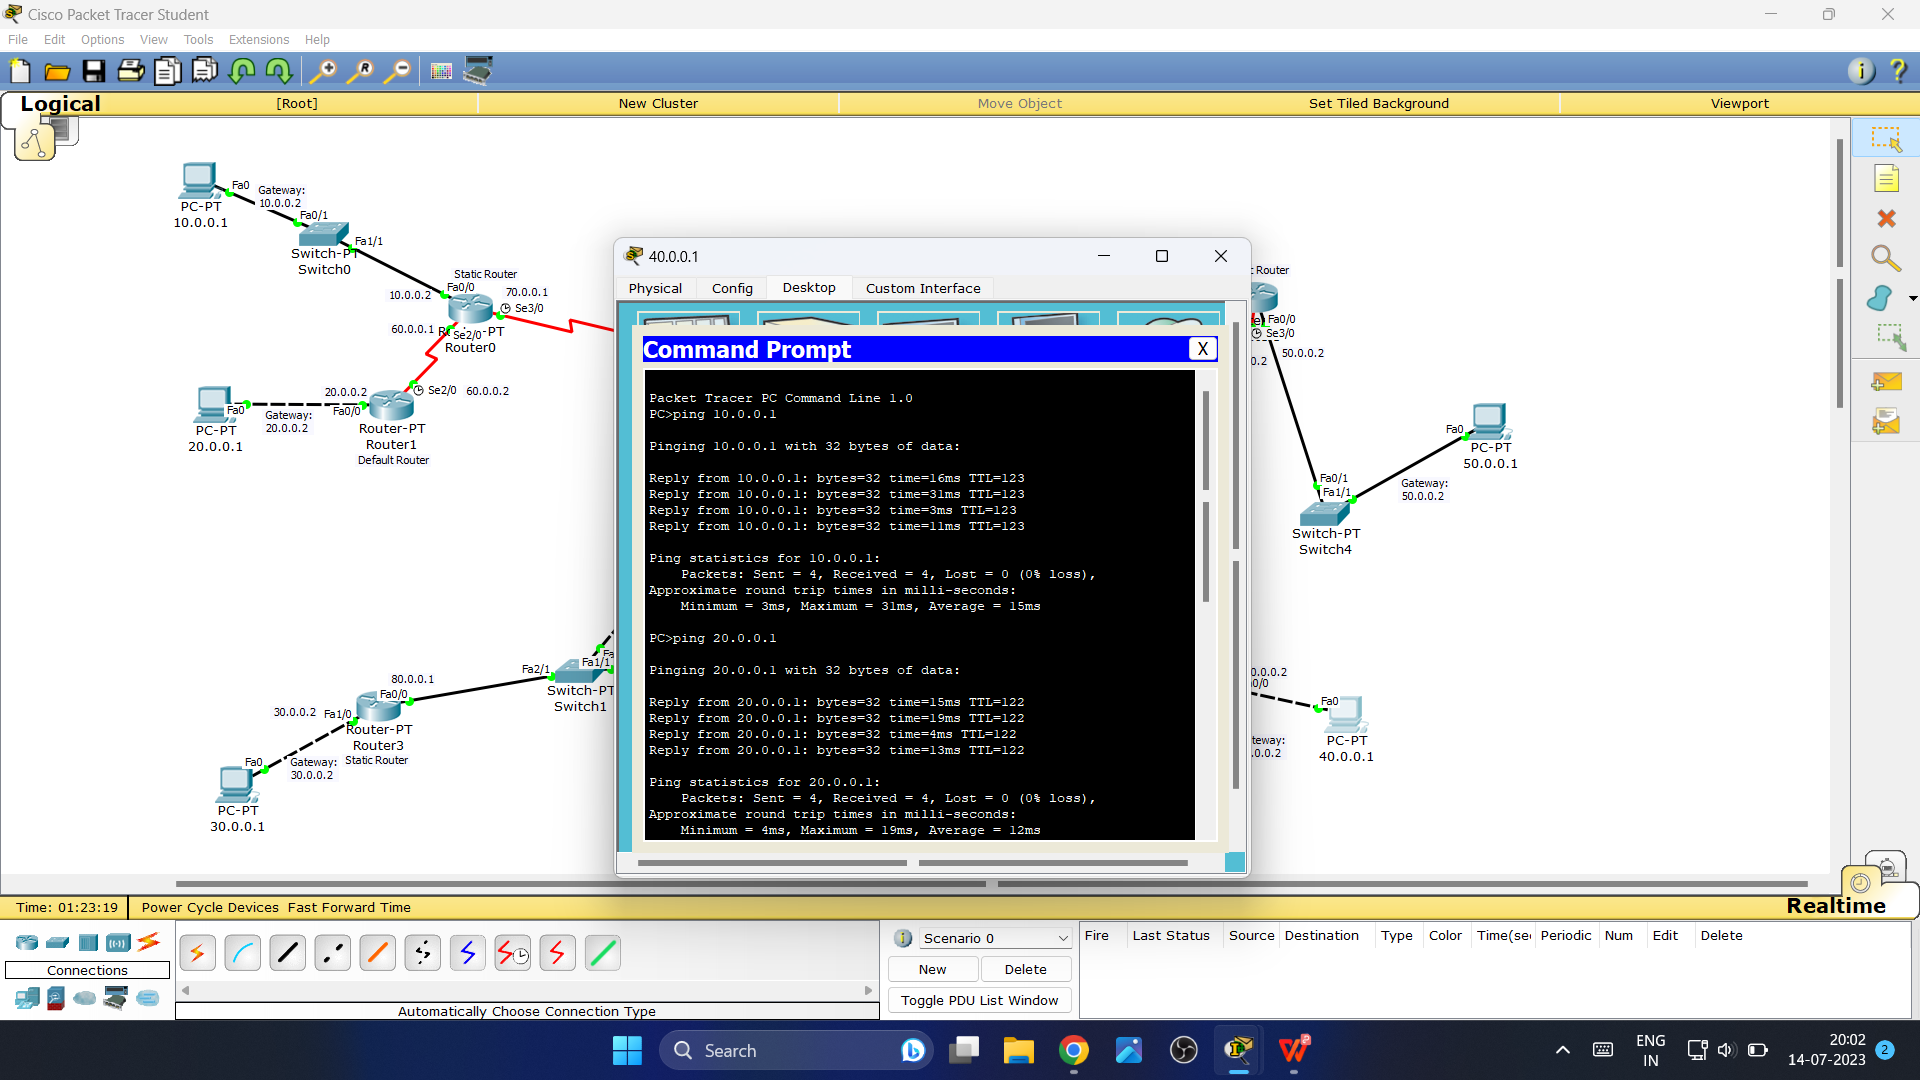 Cisco Packet Tracer Student
File Edit Options View Tools Extensions Help
Logical
[Root]
New Cluster
Move Object
Set Tiled Background
Viewport
Fa0
Gateway:
10.0.0.2
PC-PT
10.0.0.1
Fa0/1
Fa1/1
Switch-PT
Switch0
Static Router
10.0.0.2
Fa0/0
70.0.0.1
Se3/0
60.0.0.1
Se2/0
-PT
Router0
20.0.0.2
Se2/0
60.0.0.2
Fa0
Fa0/0
Gateway:
20.0.0.2
PC-PT
20.0.0.1
Router-PT
Router1
Default Router
80.0.0.1
Fa2/1
Fa1/1
Switch-PT
Switch1
Fa0/0
30.0.0.2
Fa1/0
Router-PT
Router3
Static Router
Fa0
Gateway:
30.0.0.2
PC-PT
30.0.0.1
40.0.0.1
Physical
Config
Desktop
Custom Interface
Command Prompt
X
Packet Tracer PC Command Line 1.0
PC>ping 10.0.0.1
Pinging 10.0.0.1 with 32 bytes of data:
Reply from 10.0.0.1: bytes=32 time=16ms TTL=123
Reply from 10.0.0.1: bytes=32 time=31ms TTL=123
Reply from 10.0.0.1: bytes=32 time=3ms TTL=123
Reply from 10.0.0.1: bytes=32 time=11ms TTL=123
Ping statistics for 10.0.0.1:
Packets: Sent = 4, Received = 4, Lost = 0 (0% loss),
Approximate round trip times in milli-seconds:
Minimum = 3ms, Maximum = 31ms, Average = 15ms
PC>ping 20.0.0.1
Pinging 20.0.0.1 with 32 bytes of data:
Reply from 20.0.0.1: bytes=32 time=15ms TTL=122
Reply from 20.0.0.1: bytes=32 time=19ms TTL=122
Reply from 20.0.0.1: bytes=32 time=4ms TTL=122
Reply from 20.0.0.1: bytes=32 time=13ms TTL=122
Ping statistics for 20.0.0.1:
Packets: Sent = 4, Received = 4, Lost = 0 (0% loss),
Approximate round trip times in milli-seconds:
Minimum = 4ms, Maximum = 19ms, Average = 12ms
Router
Fa0/0
Se3/0
50.0.0.2
Fa0
PC-PT
50.0.0.1
Fa0/1
Fa1/1
Gateway:
50.0.0.2
Switch-PT
Switch4
Fa0
PC-PT
40.0.0.1
Time: 01:23:19
Power Cycle Devices Fast Forward Time
Realtime
Connections
Automatically Choose Connection Type
Scenario 0
New
Delete
Toggle PDU List Window
Fire Last Status Source Destination Type Color Time(sec Periodic Num Edit Delete
Search
ENG
IN
20:02
14-07-2023
2